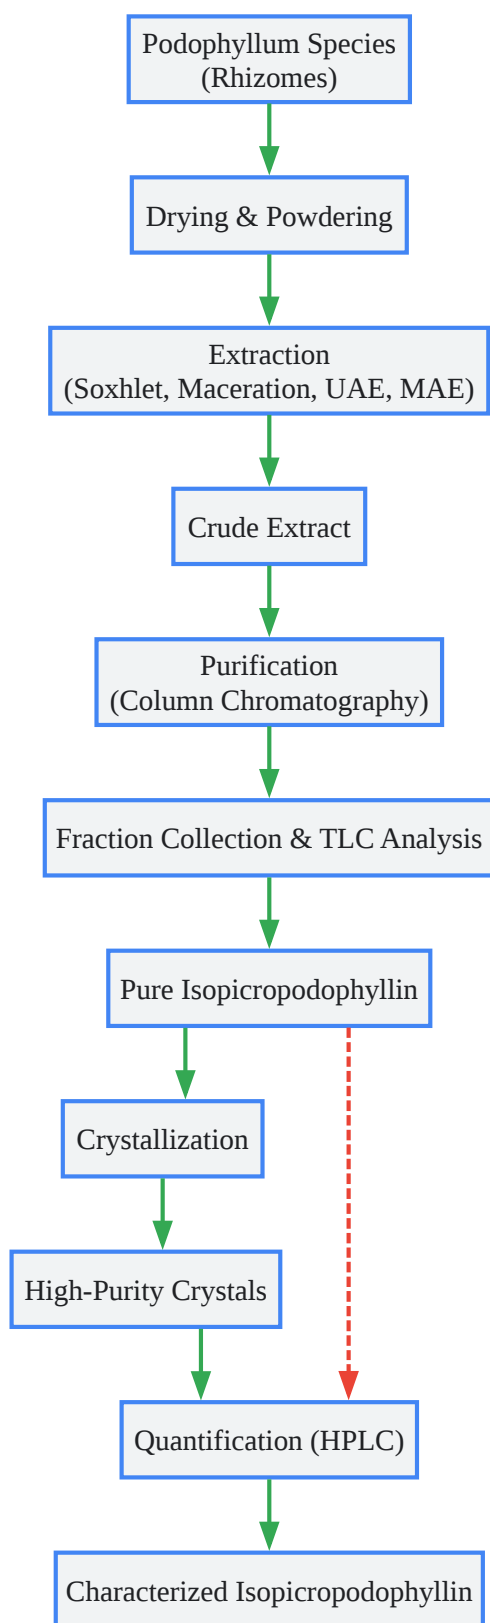 Podophyllum Species
(Rhizomes)
Drying & Powdering
Extraction
(Soxhlet, Maceration, UAE, MAE)
Crude Extract
Purification
(Column Chromatography)
Fraction Collection & TLC Analysis
Pure Isopicropodophyllin
Crystallization
High-Purity Crystals
Quantification (HPLC)
Characterized Isopicropodophyllin